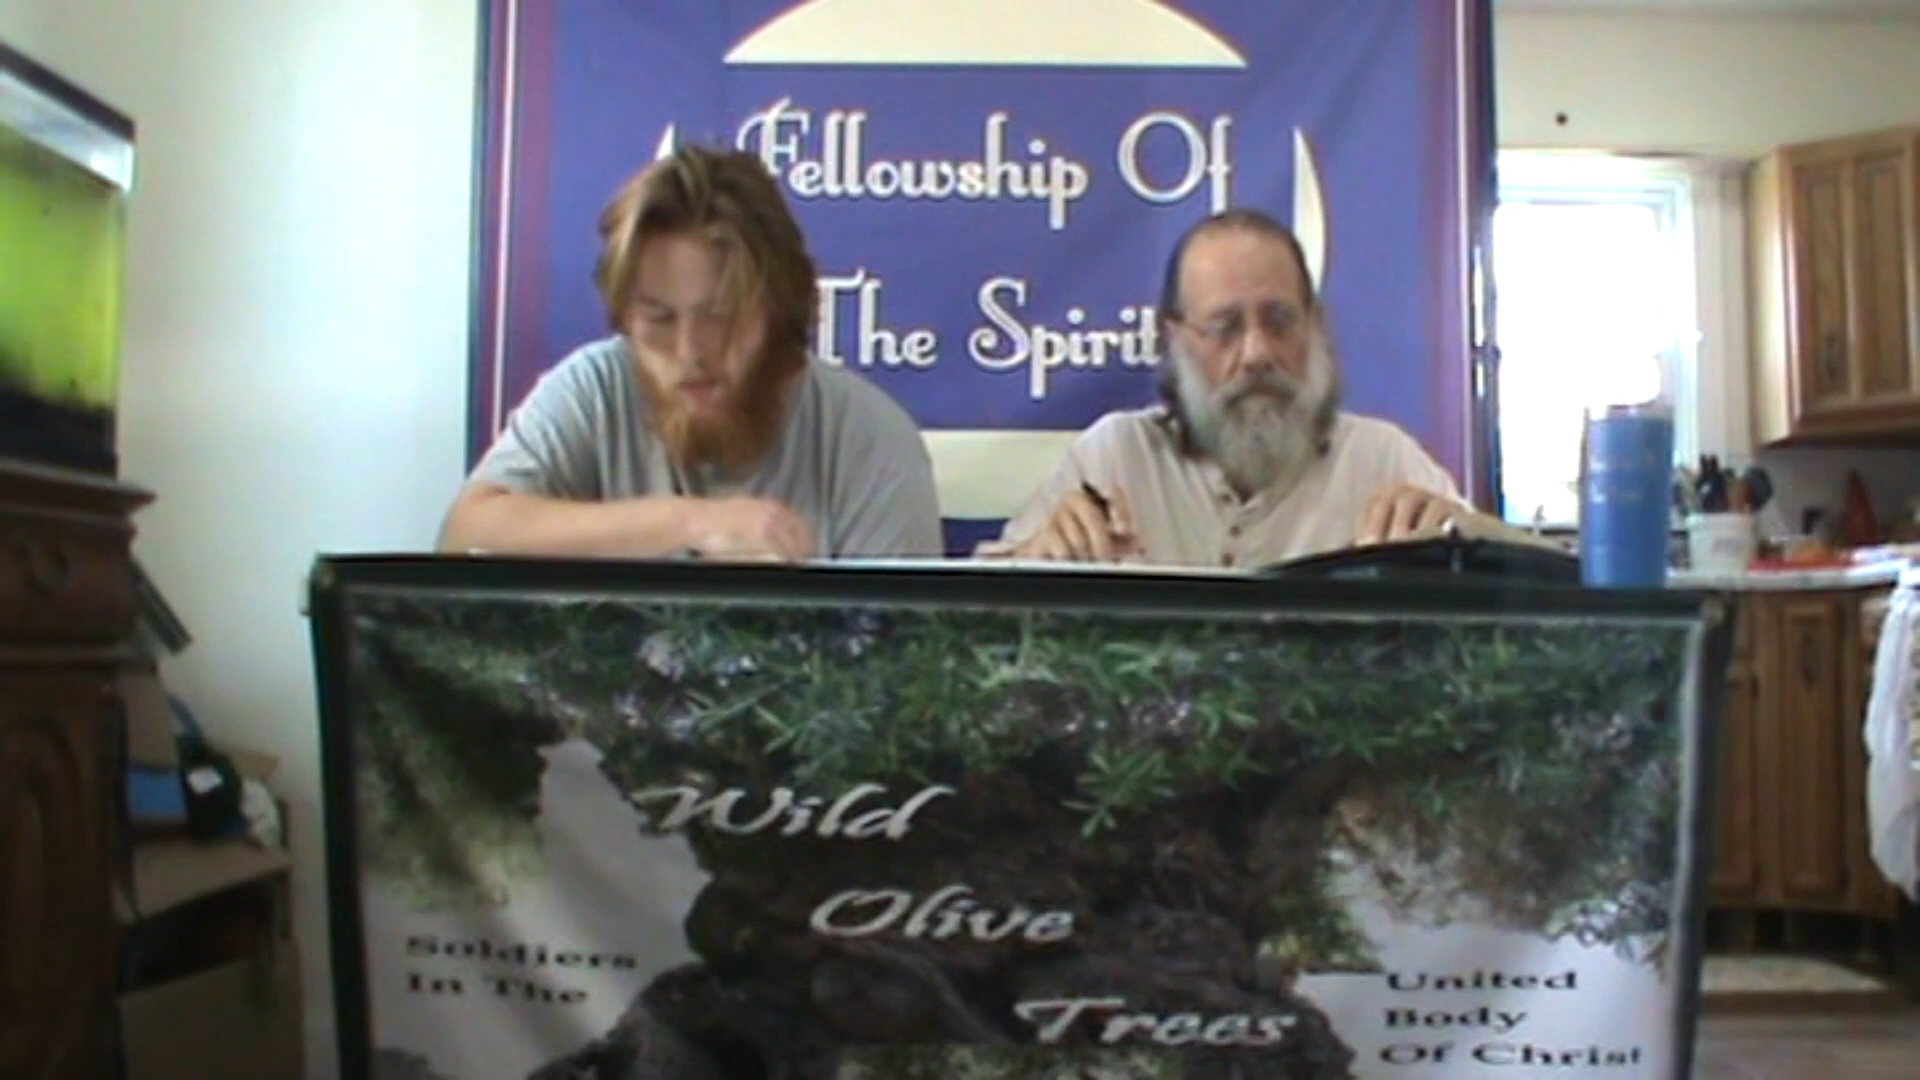 Fellowship Of
The Spirit
Wild
Olive
Trees
Soldiers
In The
United
Body
Of Christ